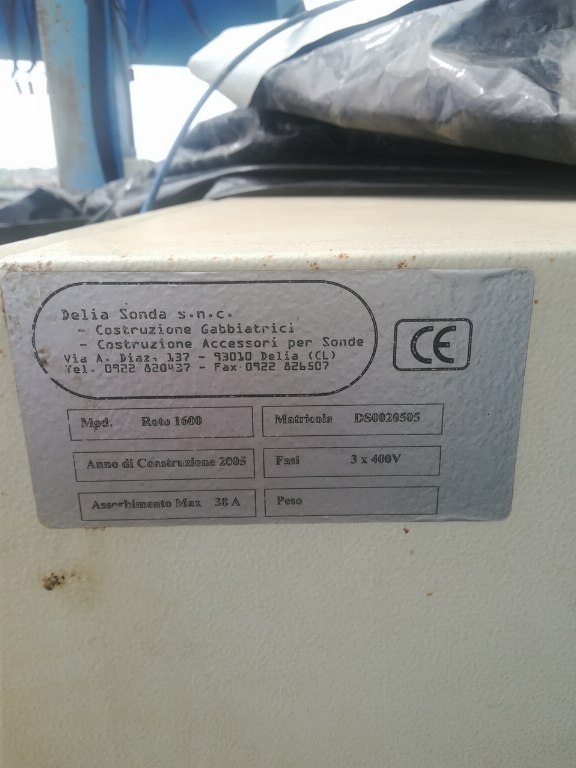 Delia Sonda s.n.c.
- Costruzione Gabbiatrici
- Costruzione Accessori per Sonde
Via A. Diaz, 137 - 93010 Delia (CL)
Tel. 0922 820437 - Fax 0922 826507
CE
Mod. Roto 1600
Matricola DS0020505
Anno di Construzione 2005
Fasi 3 x 400V
Assorbimento Max 38 A
Peso